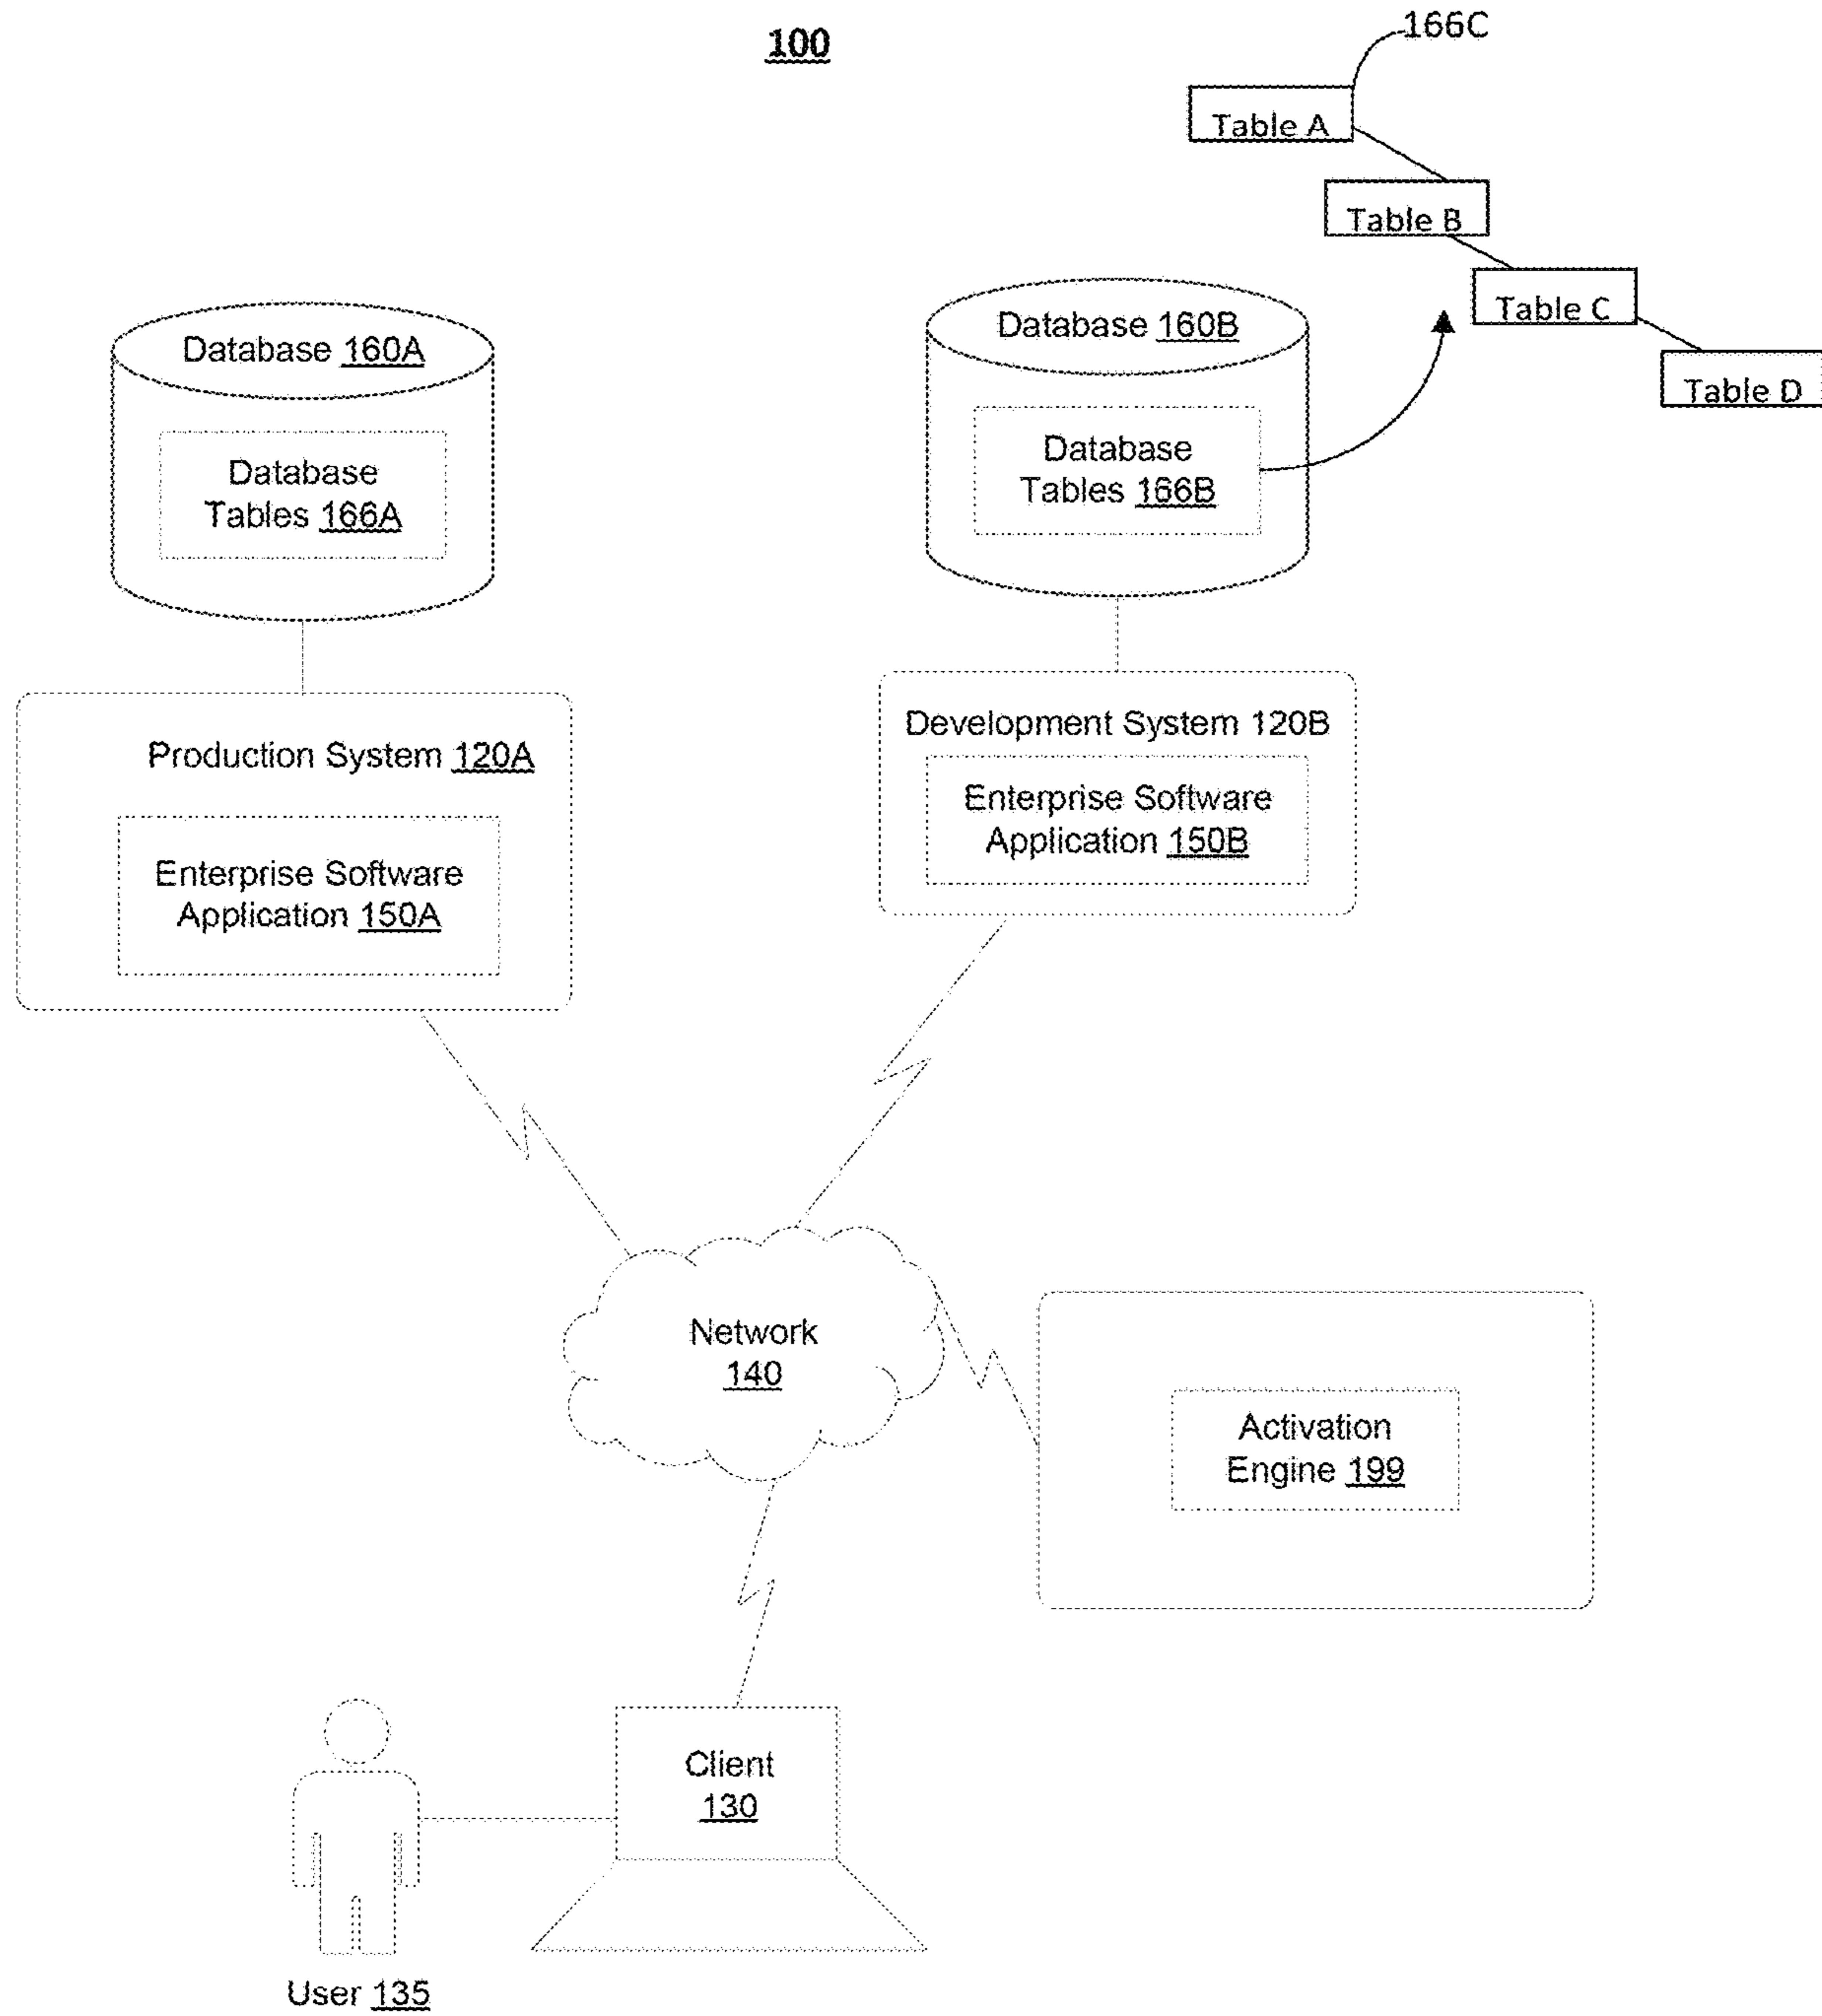 100
166C
Table A
Table B
Table C
Table D
Database 160A
Database
Tables 166A
Database 160B
Database
Tables 166B
Production System 120A
Enterprise Software
Application 150A
Development System 120B
Enterprise Software
Application 150B
Network
140
Activation
Engine 199
Client
130
User 135